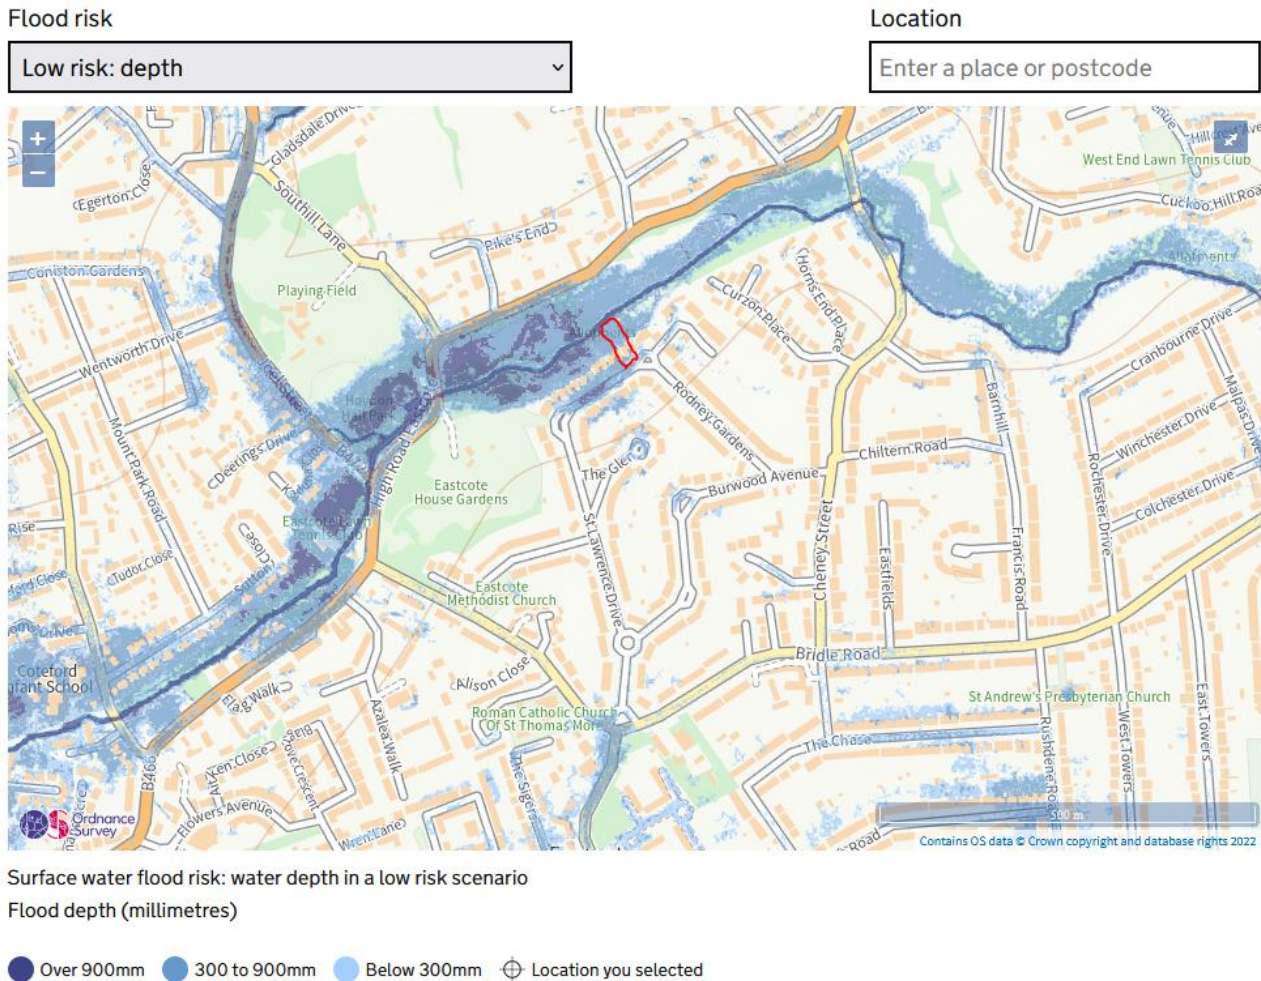 Flood risk
Location
Low risk: depth
Enter a place or postcode
+
−
Gladsdale Drive
Egerton Close
Southill Lane
West End Lawn Tennis Club
Cuckoo Hill Roa
Pike's End
Coniston Gardens
Playing Field
Allotments
Horns End Place
Curzon Place
Wentworth Drive
Cranbourne Drive
Rodney Gardens
Malpas Drive
Deerings Drive
Mount Park Road
High Road
Barnhill
Winchester Drive
Chiltern Road
The Glen
Burwood Avenue
Eastcote
House Gardens
Colchester Drive
Rochester Drive
Rise
Eastcote Lawn
Tennis Club
Cheney Street
Tudor Close
Sutton Close
St Lawrence Drive
Eastfields
Francis Road
Eastcote
Methodist Church
Bridle Road
Coteford
nfant School
Flag Walk
Alison Close
St Andrew's Presbyterian Church
Azalea Walk
Roman Catholic Church
Of St Thomas More
The Chase
Rushdene Ro
West Towers
East Towers
B466
The Sigers
Flowers Avenue
Wren Lane
Road
500 m
Ordnance
Survey
Contains OS data © Crown copyright and database rights 2022
Surface water flood risk: water depth in a low risk scenario
Flood depth (millimetres)
Over 900mm 300 to 900mm Below 300mm Location you selected